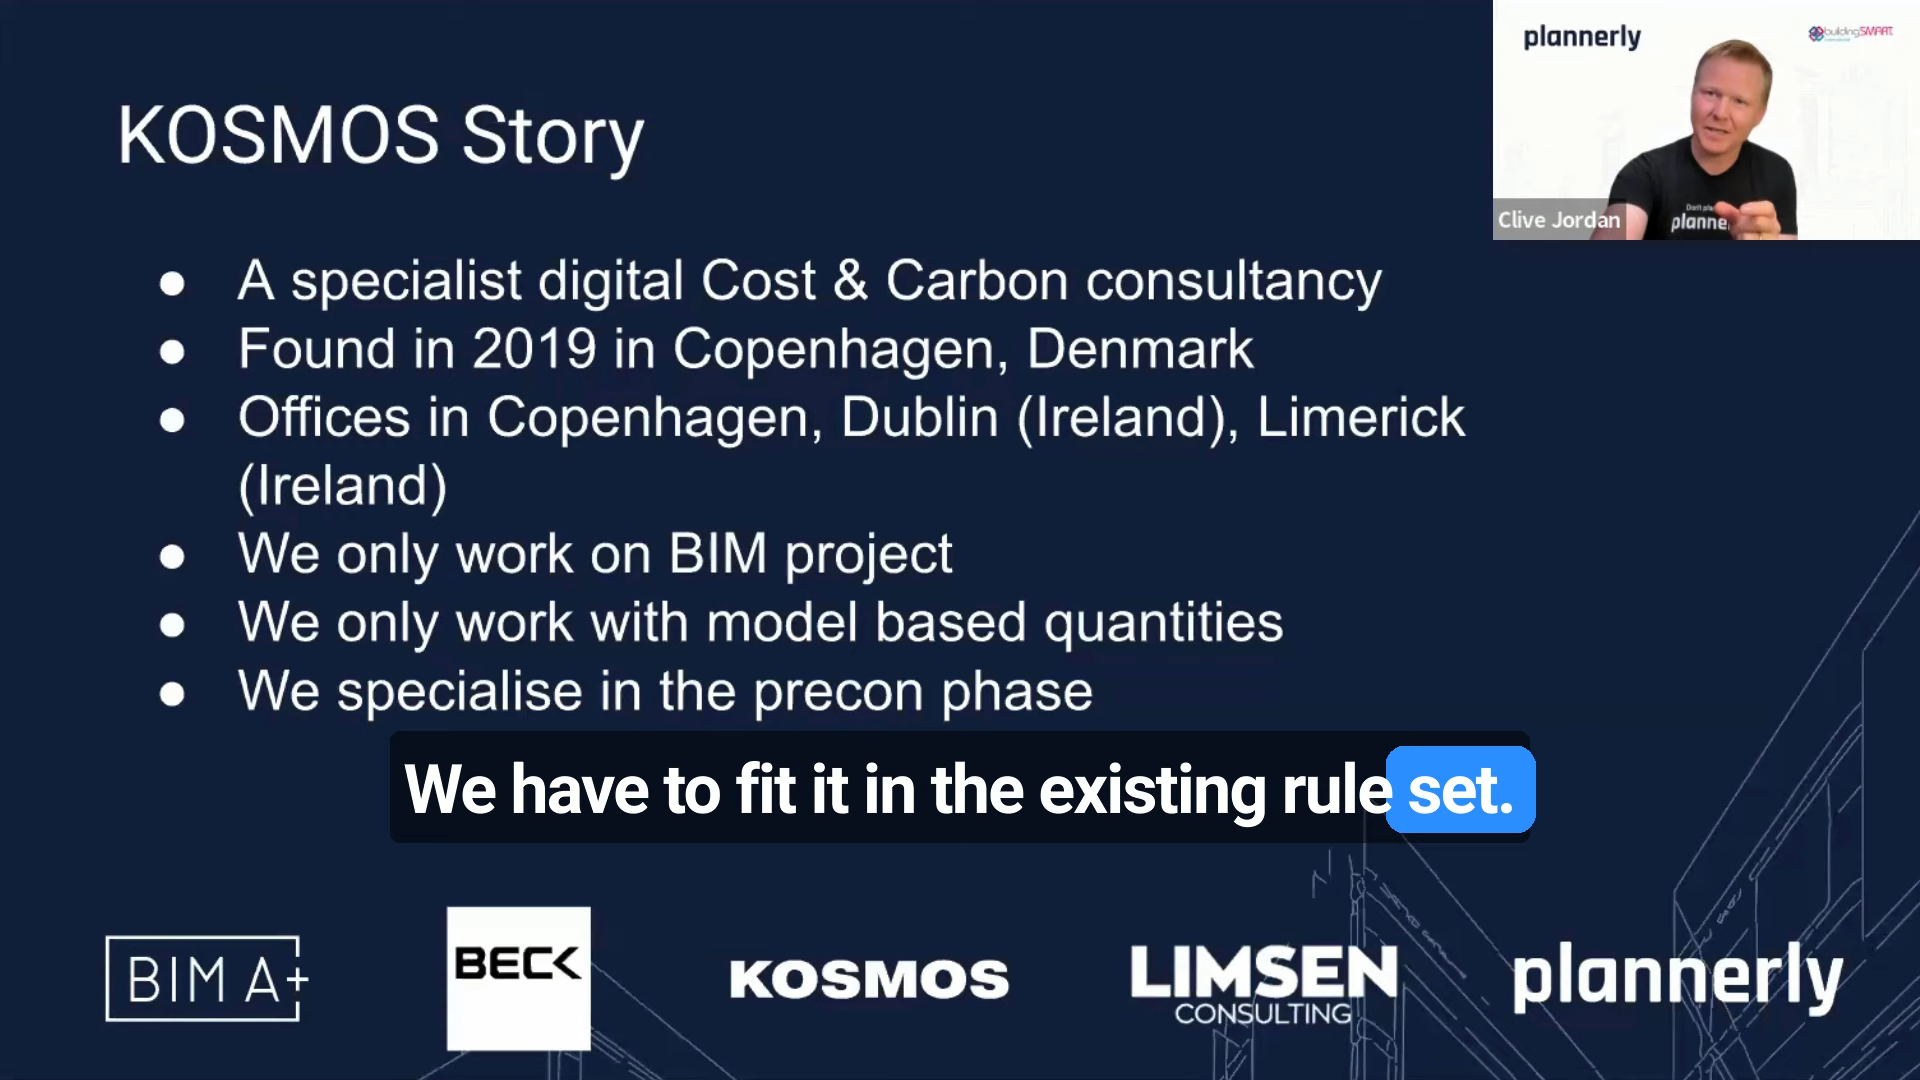 plannerly
buildingSMART
KOSMOS Story
Clive Jordan
● A specialist digital Cost & Carbon consultancy
● Found in 2019 in Copenhagen, Denmark
● Offices in Copenhagen, Dublin (Ireland), Limerick
(Ireland)
● We only work on BIM project
● We only work with model based quantities
● We specialise in the precon phase
We have to fit it in the existing rule set.
BIM A+
BECK
KOSMOS
LIMSEN
CONSULTING
plannerly